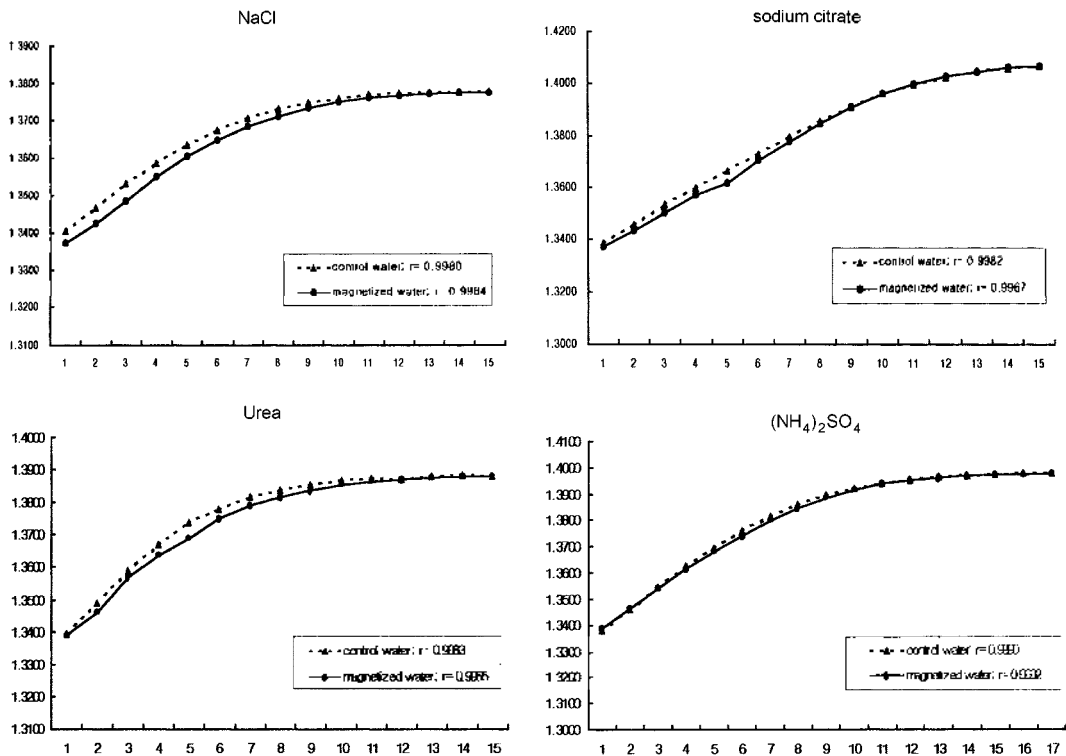 NaCl
1.3900
1.3800
1.3700
1.3600
1.3500
1.3400
1.3300
1.3200
1.3100
control water; r= 0.9980
magnetized water; r 0.9984
1 2 3 4 5 6 7 8 9 10 11 12 13 14 15
sodium citrate
1.4200
1.4000
1.3800
1.3600
1.3400
1.3200
1.3000
control water; r= 0.9982
magnetized water; r= 0.9967
1 2 3 4 5 6 7 8 9 10 11 12 13 14 15
Urea
1.4000
1.3900
1.3800
1.3700
1.3600
1.3500
1.3400
1.3300
1.3200
1.3100
control water; r=
magnetized water;
1 2 3 4 5 6 7 8 9 10 11 12 13 14 15
(NH4)2SO4
1.4100
1.4000
1.3900
1.3800
1.3700
1.3600
1.3500
1.3400
1.3300
1.3200
1.3100
1.3000
control water
magnetized water;
1 2 3 4 5 6 7 8 9 10 11 12 13 14 15 16 17